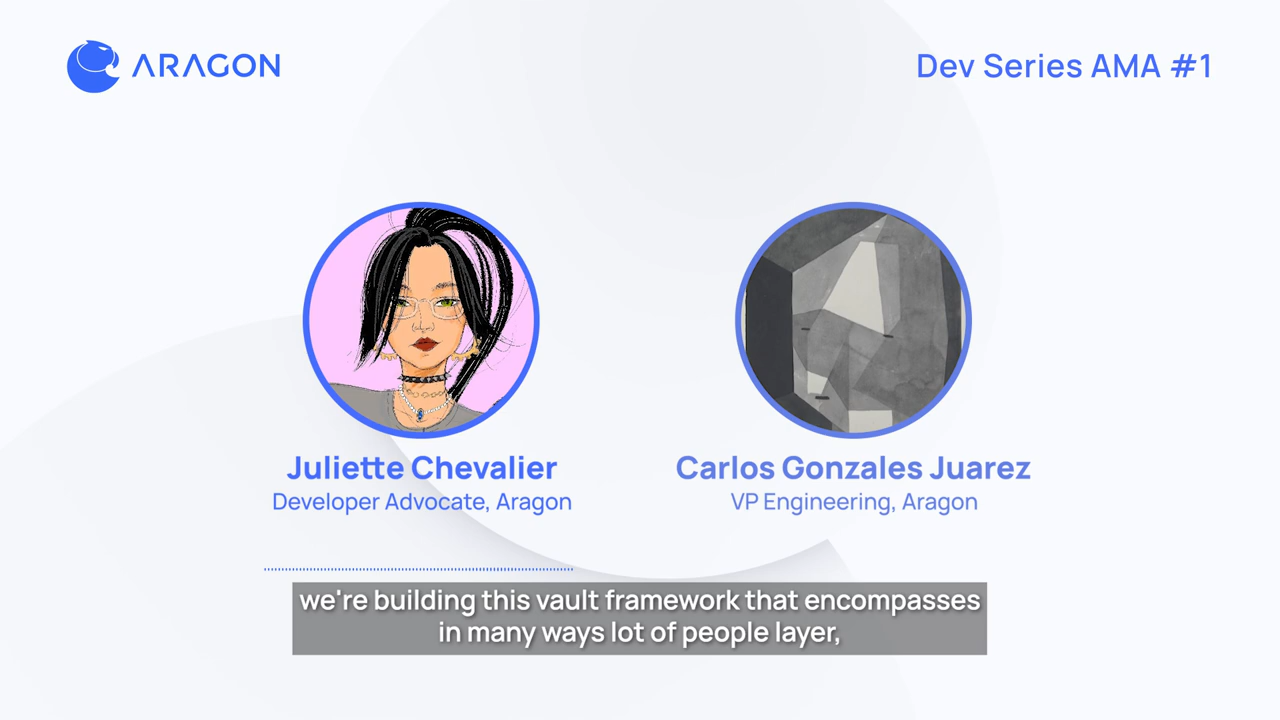 ARAGON
Dev Series AMA #1
Juliette Chevalier
Developer Advocate, Aragon
Carlos Gonzales Juarez
VP Engineering, Aragon
we're building this vault framework that encompasses
in many ways lot of people layer,